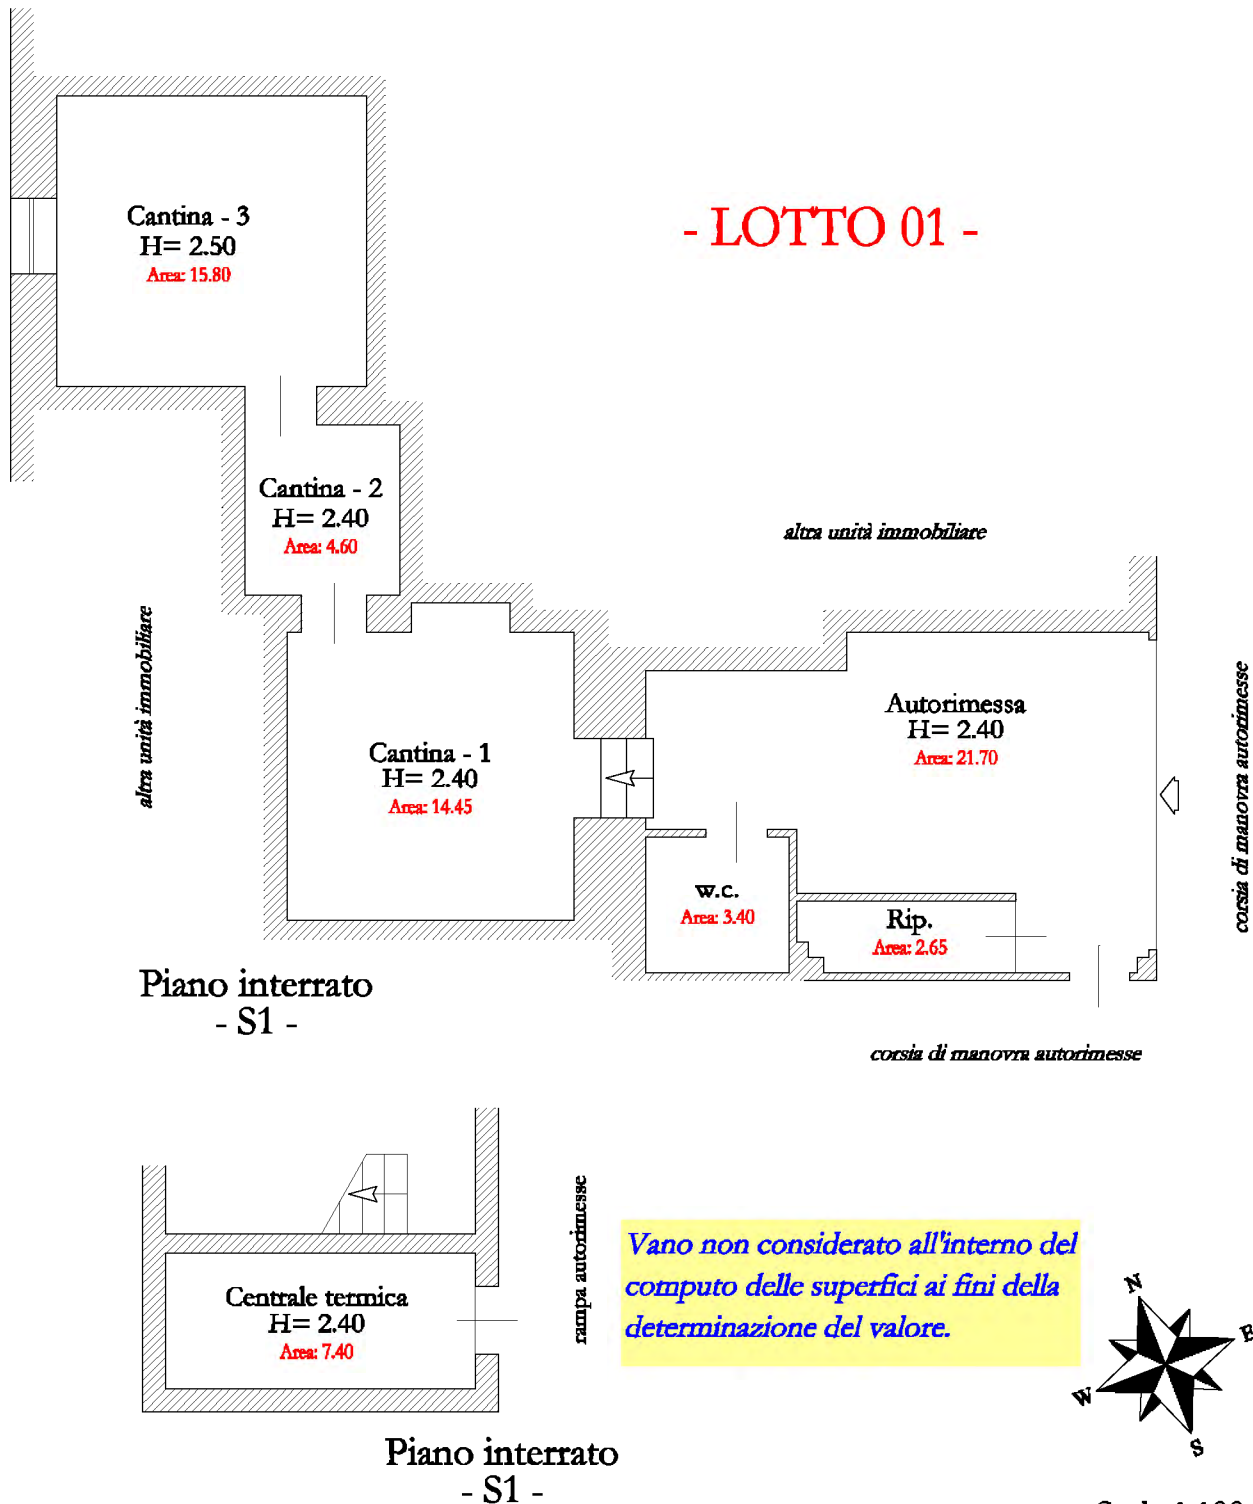 - LOTTO 01 -
Cantina - 3
H= 2.50
Area: 15.80
Cantina - 2
H= 2.40
Area: 4.60
altra unità immobiliare
altra unità immobiliare
Cantina - 1
H= 2.40
Area: 14.45
Autorimessa
H= 2.40
Area: 21.70
corsia di manovra autorimesse
w.c.
Area: 3.40
Rip.
Area: 2.65
Piano interrato
- S1 -
corsia di manovra autorimesse
Centrale termica
H= 2.40
Area: 7.40
rampa autorimesse
Vano non considerato all'interno del
computo delle superfici ai fini della
determinazione del valore.
N
E
W
S
Piano interrato
- S1 -